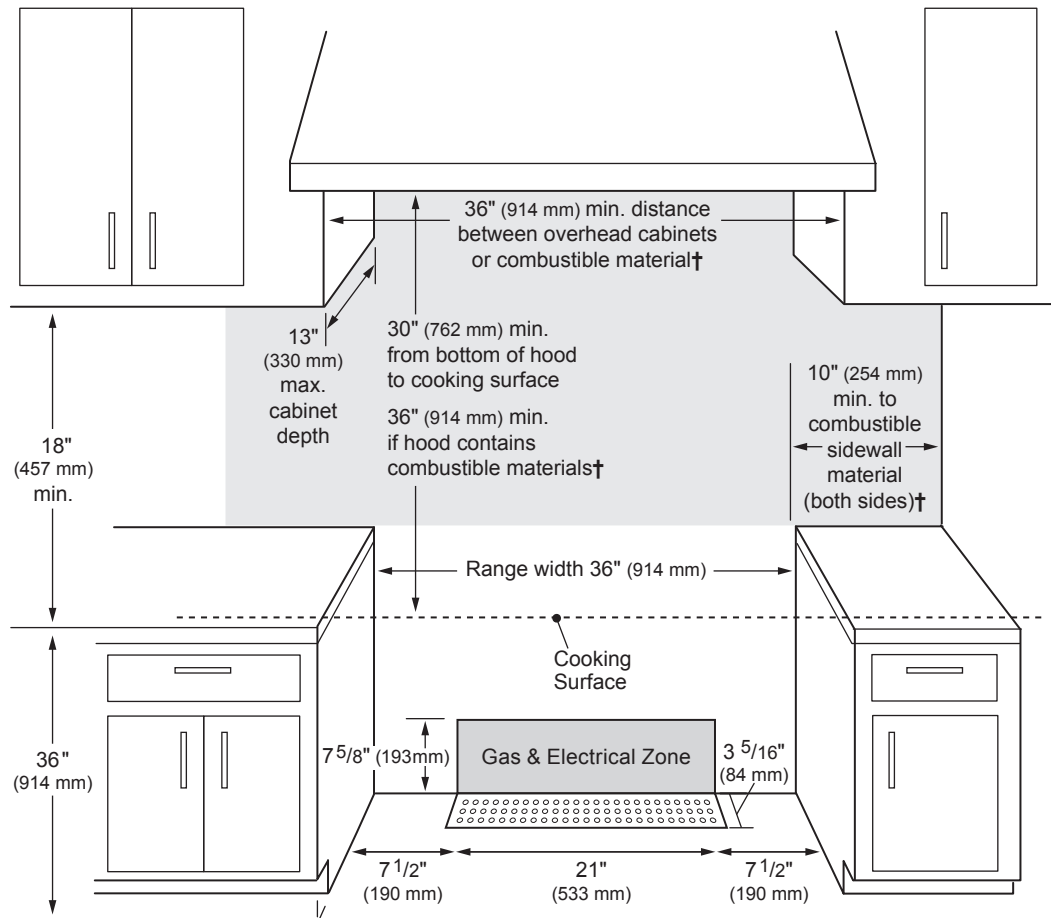 36" (914 mm) min. distance
between overhead cabinets
or combustible material†
13"
(330 mm)
max.
cabinet
depth
30" (762 mm) min.
from bottom of hood
to cooking surface
36" (914 mm) min.
if hood contains
combustible materials†
10" (254 mm)
min. to
combustible
sidewall
material
(both sides)†
18"
(457 mm)
min.
Range width 36" (914 mm)
Cooking
Surface
36"
(914 mm)
7 5/8" (193mm)
Gas & Electrical Zone
3 5/16"
(84 mm)
7 1/2"
(190 mm)
21"
(533 mm)
7 1/2"
(190 mm)